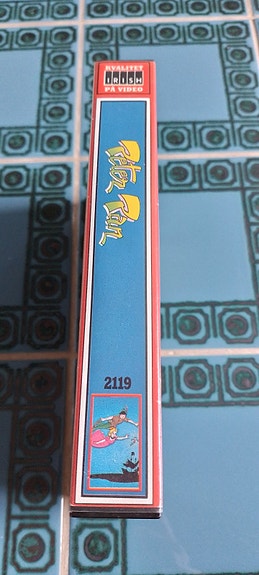 KVALITET
IRISH
PÅ VIDEO
Peter Pan
2119